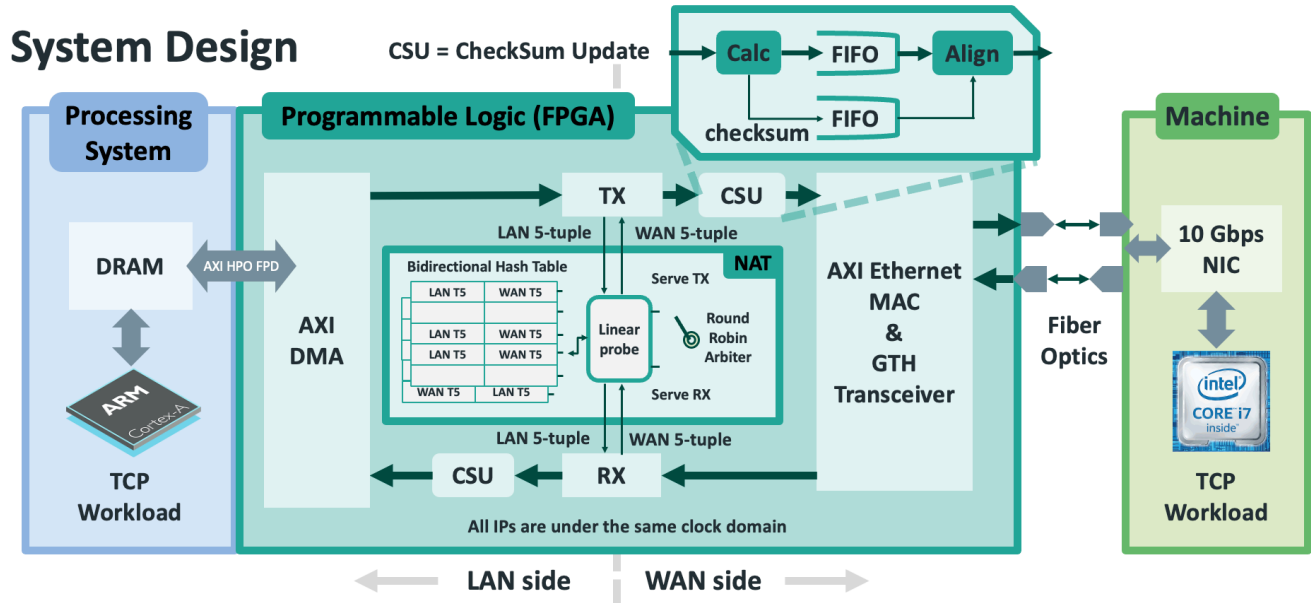 System Design
CSU = CheckSum Update
Calc
FIFO
Align
FIFO
checksum
Processing
System
Programmable Logic (FPGA)
Machine
TX
CSU
LAN 5-tuple
WAN 5-tuple
DRAM
AXI HPO FPD
AXI
DMA
NAT
Bidirectional Hash Table
LAN T5
WAN T5
LAN T5
WAN T5
LAN T5
WAN T5
WAN T5
LAN T5
Linear
probe
Serve TX
Round
Robin
Arbiter
Serve RX
AXI Ethernet
MAC
&
GTH
Transceiver
Fiber
Optics
10 Gbps
NIC
ARM
Cortex-A
intel
CORE i7
inside™
LAN 5-tuple
WAN 5-tuple
CSU
RX
TCP
Workload
TCP
Workload
All IPs are under the same clock domain
LAN side
WAN side